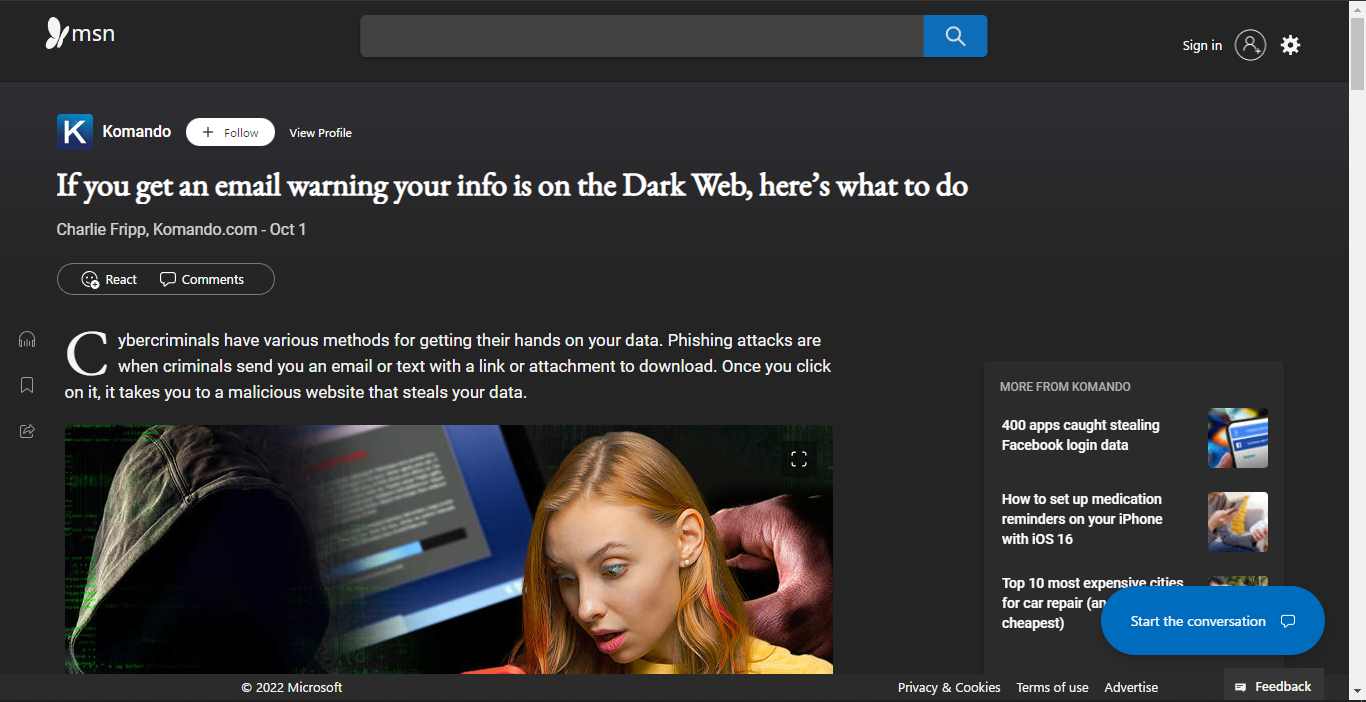 msn
Sign in
K
Komando
+ Follow
View Profile
If you get an email warning your info is on the Dark Web, here’s what to do
Charlie Fripp, Komando.com - Oct 1
React
Comments
Cybercriminals have various methods for getting their hands on your data. Phishing attacks are
when criminals send you an email or text with a link or attachment to download. Once you click
on it, it takes you to a malicious website that steals your data.
MORE FROM KOMANDO
400 apps caught stealing
Facebook login data
How to set up medication
reminders on your iPhone
with iOS 16
Top 10 most expensive cities
for car repair (an
cheapest)
Start the conversation
© 2022 Microsoft
Privacy & Cookies
Terms of use
Advertise
Feedback